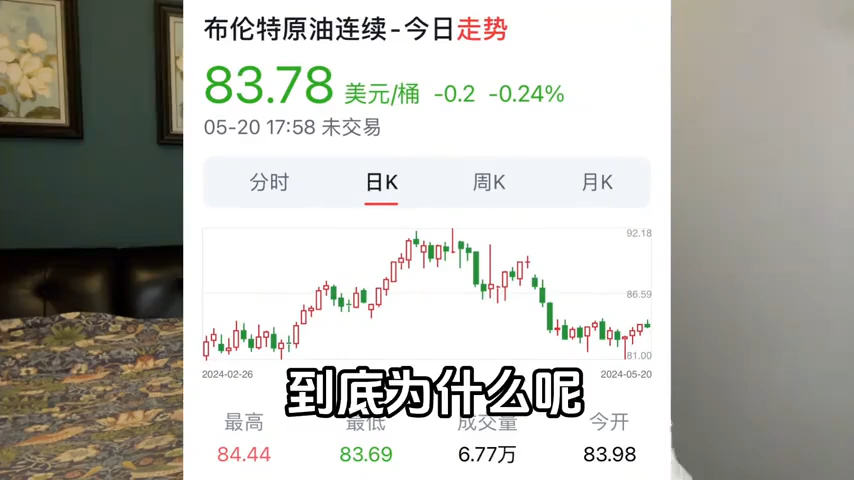 布伦特原油连续-今日走势
83.78 美元/桶 -0.2 -0.24%
05-20 17:58 未交易
分时 日K 周K 月K
92.18
86.59
81.00
2024-02-26 2024-05-20
到底为什么呢
最高 最低 成交量 今开
84.44 83.69 6.77万 83.98